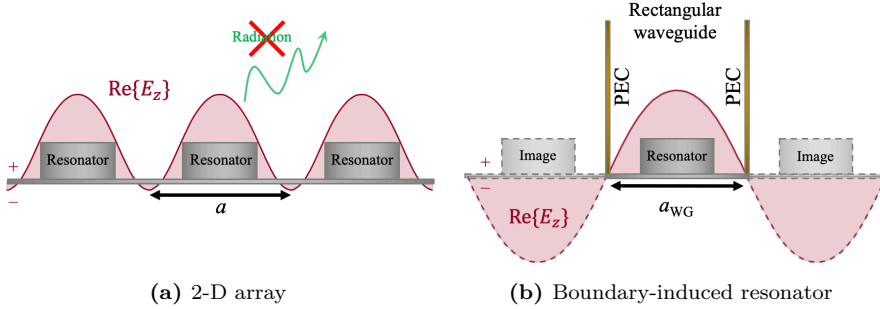 Radiation
Re{E_z}
+
−
Resonator
Resonator
Resonator
a
(a) 2-D array
Rectangular
waveguide
PEC
PEC
+
−
Image
Resonator
Image
Re{E_z}
a_WG
(b) Boundary-induced resonator